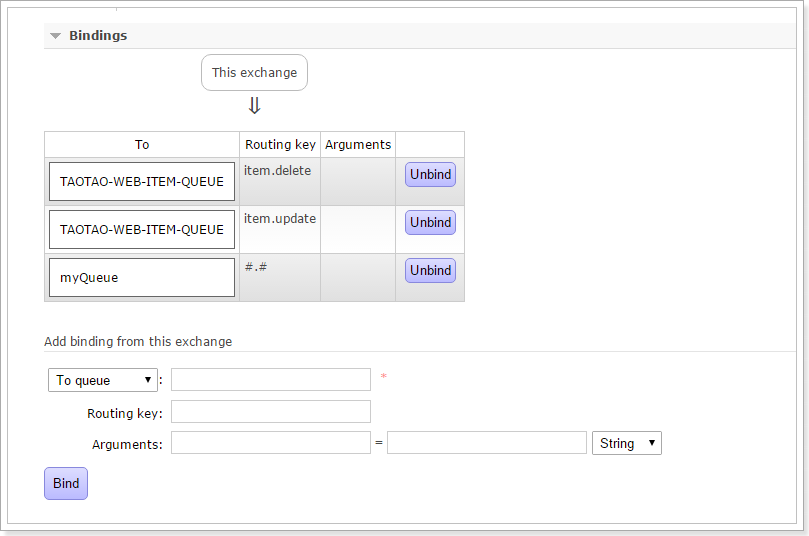 Bindings
This exchange
⇓
To Routing key Arguments
TAOTAO-WEB-ITEM-QUEUE item.delete Unbind
TAOTAO-WEB-ITEM-QUEUE item.update Unbind
myQueue #.# Unbind
Add binding from this exchange
To queue : *
Routing key:
Arguments: = String
Bind